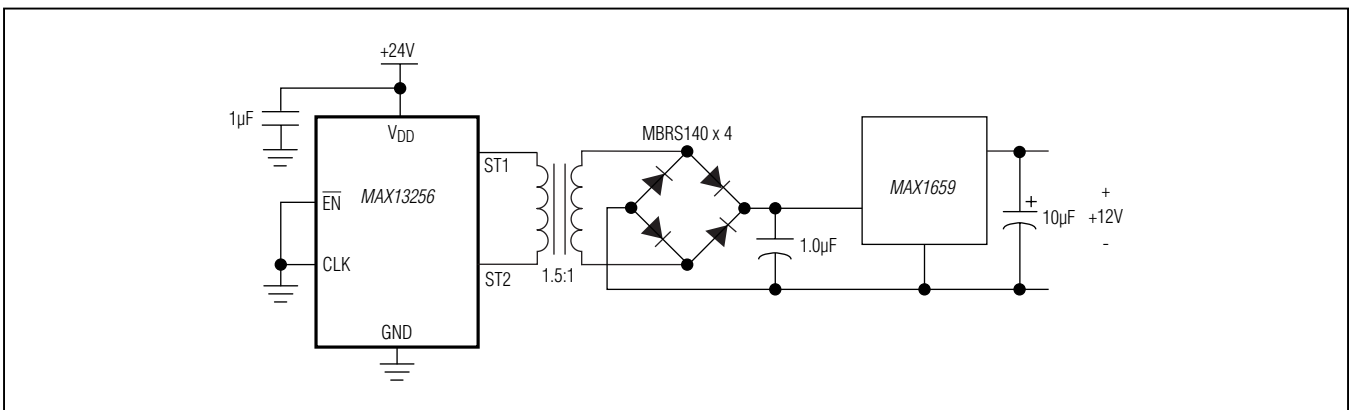 +24V
1µF
VDD
MAX13256
EN
CLK
GND
ST1
ST2
1.5:1
MBRS140 x 4
1.0µF
MAX1659
+
10µF
+
+12V
-